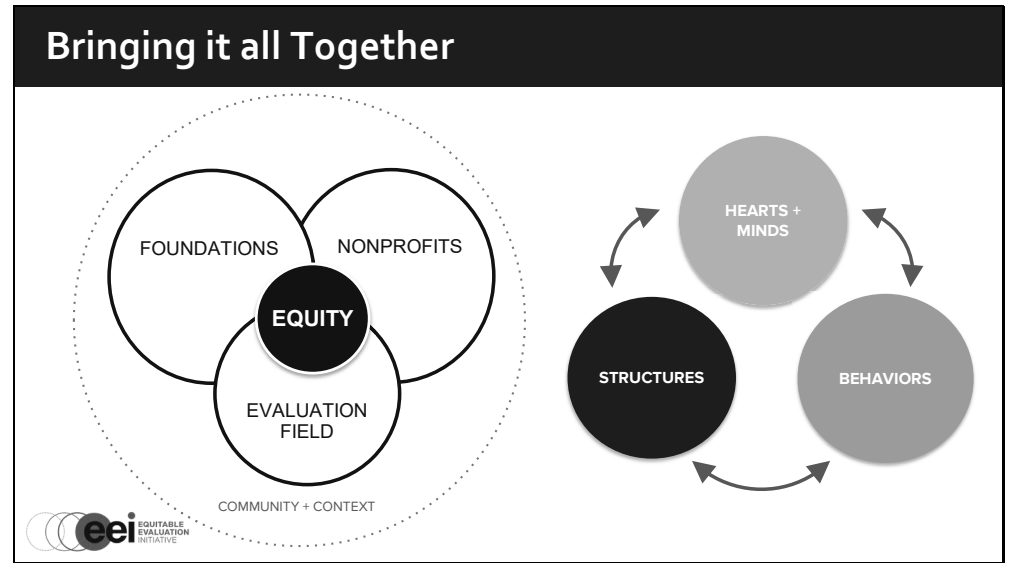 Bringing it all Together
FOUNDATIONS
NONPROFITS
EQUITY
EVALUATION
FIELD
COMMUNITY + CONTEXT
HEARTS +
MINDS
STRUCTURES
BEHAVIORS
eei
EQUITABLE
EVALUATION
INITIATIVE